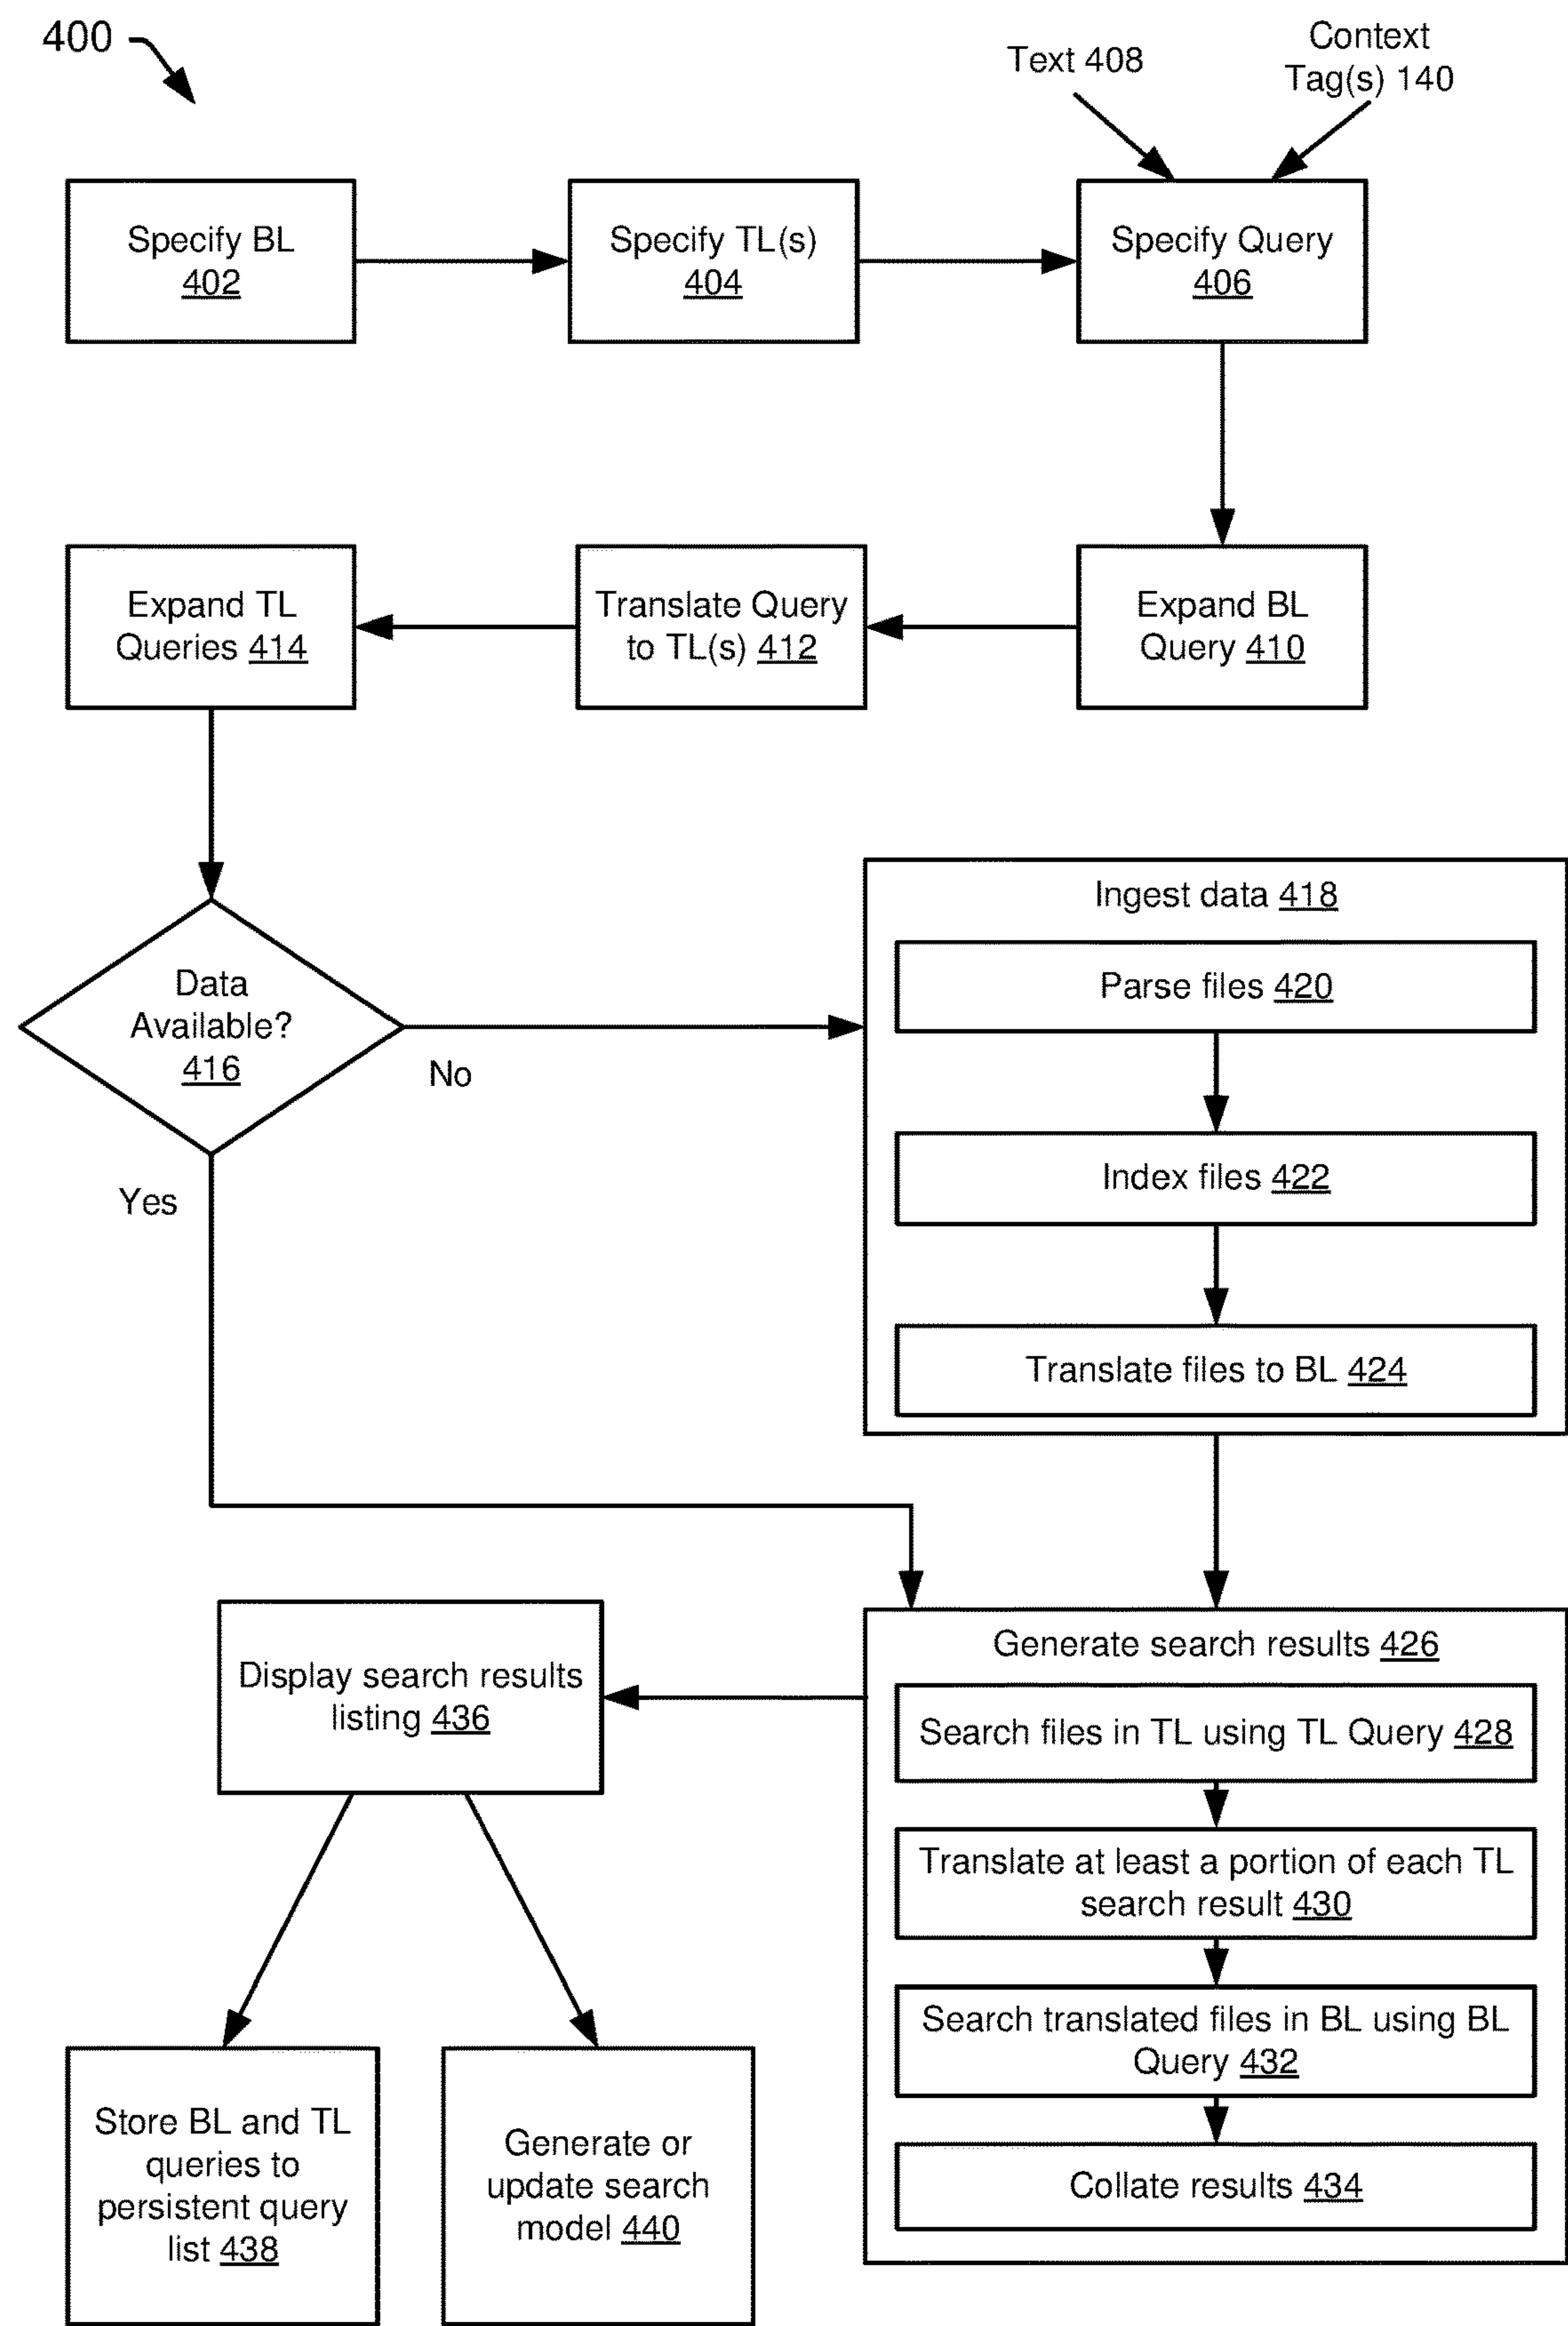 400
Text 408
Context
Tag(s) 140
Specify BL
402
Specify TL(s)
404
Specify Query
406
Expand TL
Queries 414
Translate Query
to TL(s) 412
Expand BL
Query 410
Data
Available?
416
No
Yes
Ingest data 418
Parse files 420
Index files 422
Translate files to BL 424
Generate search results 426
Search files in TL using TL Query 428
Translate at least a portion of each TL
search result 430
Search translated files in BL using BL
Query 432
Collate results 434
Display search results
listing 436
Store BL and TL
queries to
persistent query
list 438
Generate or
update search
model 440